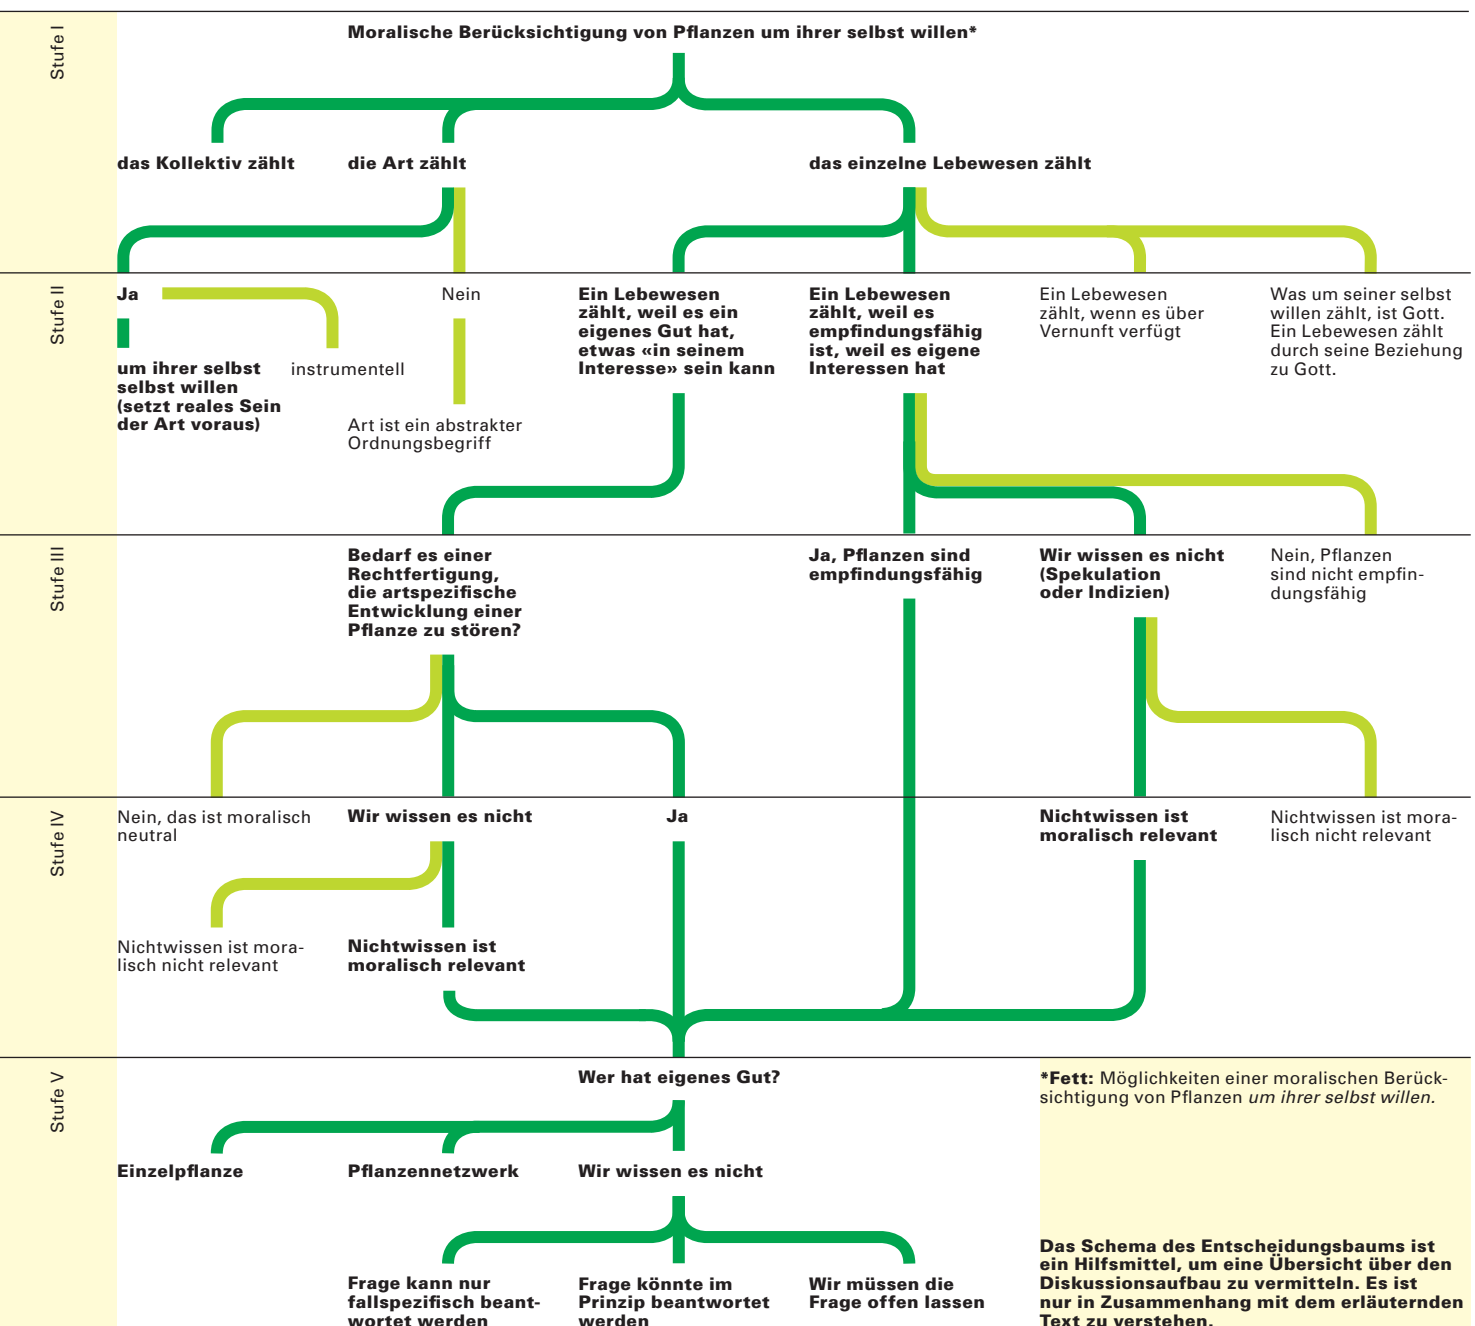 Stufe I
Moralische Berücksichtigung von Pflanzen um ihrer selbst willen*
das Kollektiv zählt
die Art zählt
das einzelne Lebewesen zählt
Stufe II
Ja
um ihrer selbst
selbst willen
(setzt reales Sein
der Art voraus)
instrumentell
Nein
Art ist ein abstrakter
Ordnungsbegriff
Ein Lebewesen
zählt, weil es ein
eigenes Gut hat,
etwas «in seinem
Interesse» sein kann
Ein Lebewesen
zählt, weil es
empfindungsfähig
ist, weil es eigene
Interessen hat
Ein Lebewesen
zählt, wenn es über
Vernunft verfügt
Was um seiner selbst
willen zählt, ist Gott.
Ein Lebewesen zählt
durch seine Beziehung
zu Gott.
Stufe III
Bedarf es einer
Rechtfertigung,
die artspezifische
Entwicklung einer
Pflanze zu stören?
Ja, Pflanzen sind
empfindungsfähig
Wir wissen es nicht
(Spekulation
oder Indizien)
Nein, Pflanzen
sind nicht empfin-
dungsfähig
Stufe IV
Nein, das ist moralisch
neutral
Wir wissen es nicht
Ja
Nichtwissen ist
moralisch relevant
Nichtwissen ist mora-
lisch nicht relevant
Nichtwissen ist mora-
lisch nicht relevant
Nichtwissen ist
moralisch relevant
Stufe V
Wer hat eigenes Gut?
Einzelpflanze
Pflanzennetzwerk
Wir wissen es nicht
Frage kann nur
fallspezifisch beant-
wortet werden
Frage könnte im
Prinzip beantwortet
werden
Wir müssen die
Frage offen lassen
*Fett: Möglichkeiten einer moralischen Berück-
sichtigung von Pflanzen um ihrer selbst willen.
Das Schema des Entscheidungsbaums ist
ein Hilfsmittel, um eine Übersicht über den
Diskussionsaufbau zu vermitteln. Es ist
nur in Zusammenhang mit dem erläuternden
Text zu verstehen.